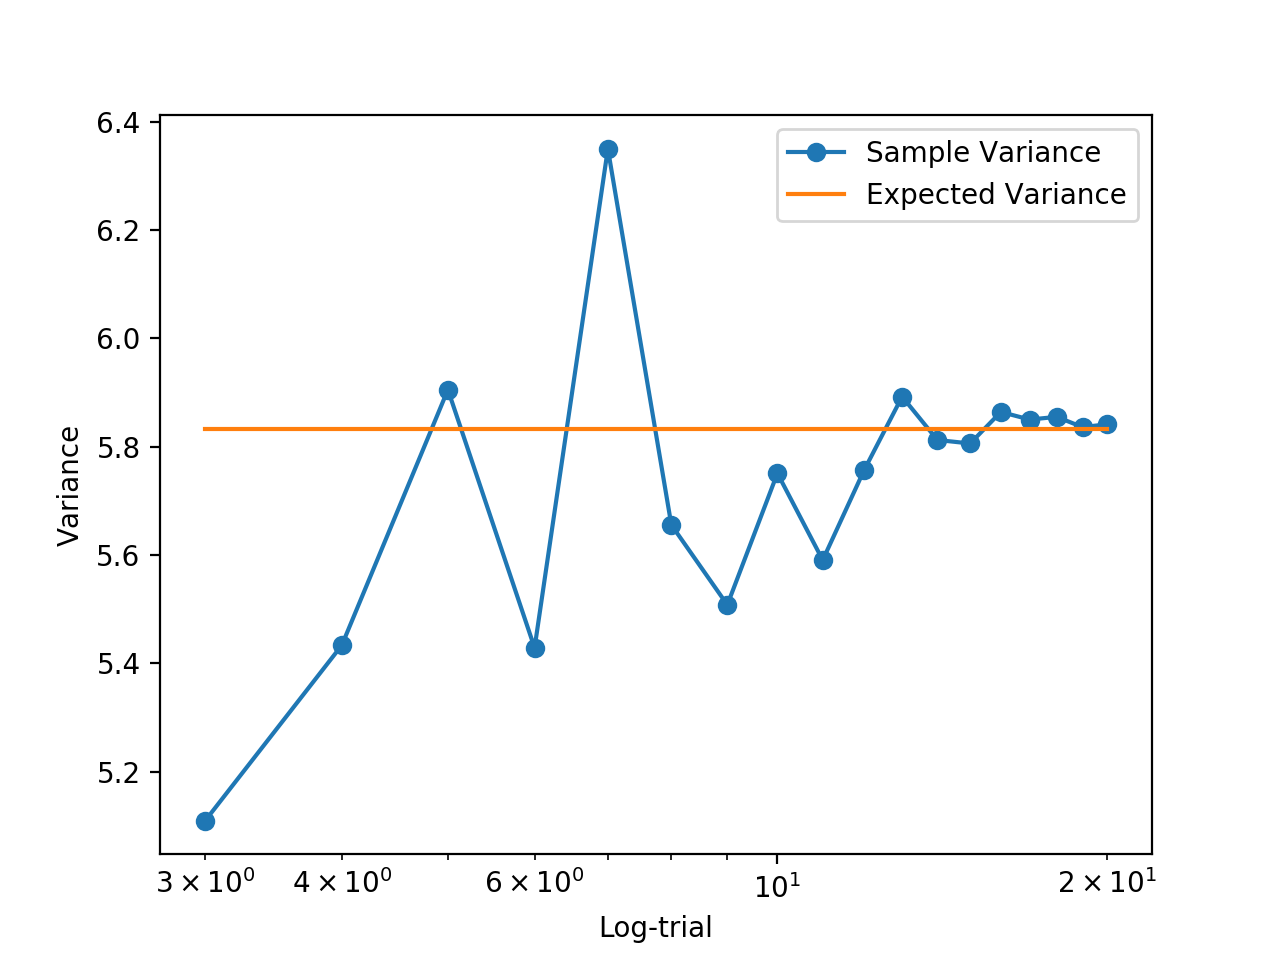 6.4
6.2
6.0
5.8
5.6
5.4
5.2
Variance
Sample Variance
Expected Variance
3 × 10⁰
4 × 10⁰
6 × 10⁰
10¹
2 × 10¹
Log-trial